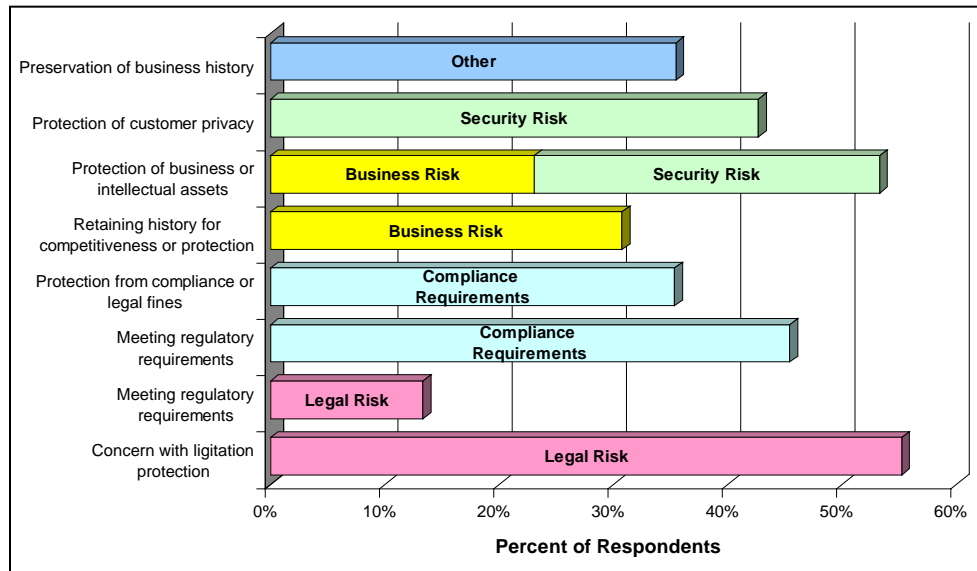 Preservation of business history
Other
Protection of customer privacy
Security Risk
Protection of business or
intellectual assets
Business Risk
Security Risk
Retaining history for
competitiveness or protection
Business Risk
Protection from compliance or
legal fines
Compliance
Requirements
Meeting regulatory
requirements
Compliance
Requirements
Meeting regulatory
requirements
Legal Risk
Concern with ligitation
protection
Legal Risk
0% 10% 20% 30% 40% 50% 60%
Percent of Respondents